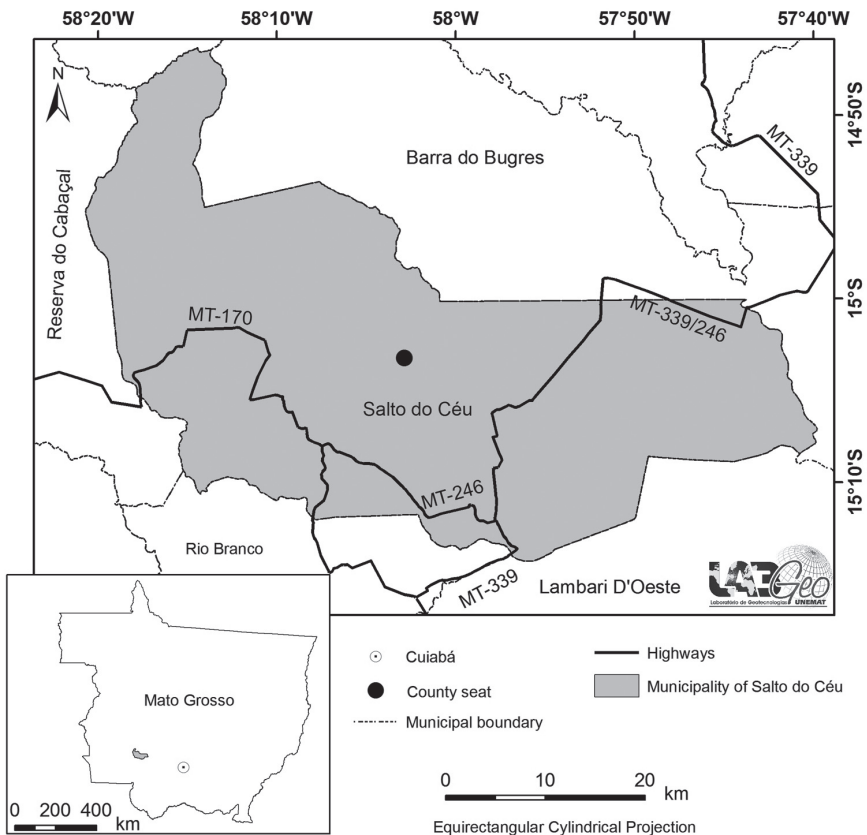 58°20'W 58°10'W 58°W 57°50'W 57°40'W
N
14°50'S
MT-339
Barra do Bugres
Reserva do Cabaçal
15°S
MT-170
MT-339/246
Salto do Céu
15°10'S
MT-246
Rio Branco
MT-339
Lambari D'Oeste
LABGeo
Laboratório de Geotecnologias UNEMAT
Mato Grosso
0 200 400
km
Cuiabá
County seat
Municipal boundary
Highways
Municipality of Salto do Céu
0 10 20
km
Equirectangular Cylindrical Projection